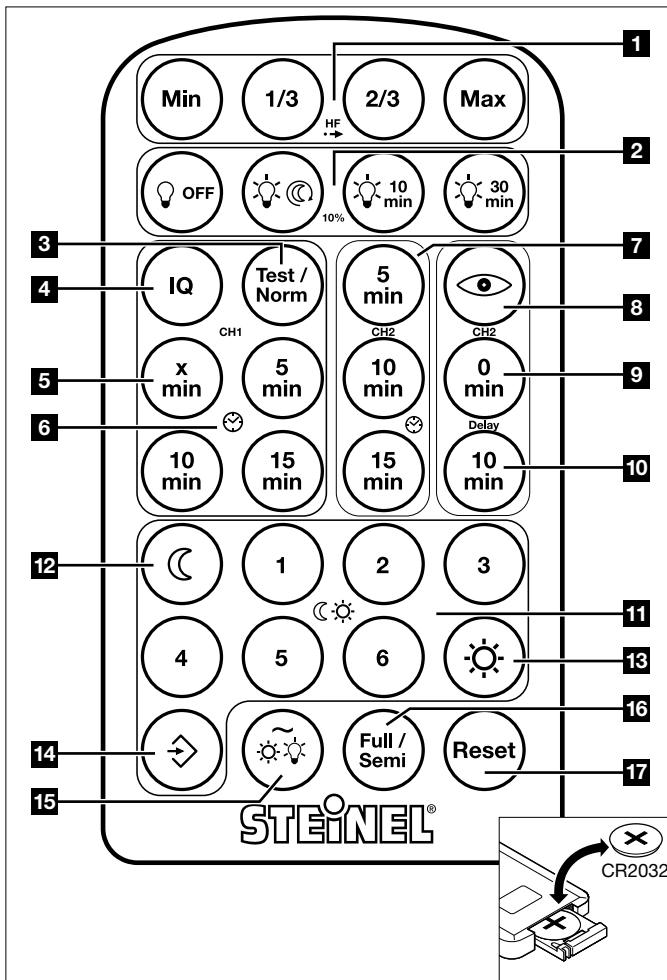 1
Min 1/3 2/3 Max
HF
2
OFF 10 min 30 min
10%
3
7
4
IQ Test / Norm 5 min
8
CH1 CH2 CH2
5
x min 5 min 10 min 0 min
9
6
Delay
10 min 15 min 15 min 10 min
10
12
1 2 3
11
4 5 6
13
16
14
Full / Semi Reset
15
17
STEINEL®
CR2032